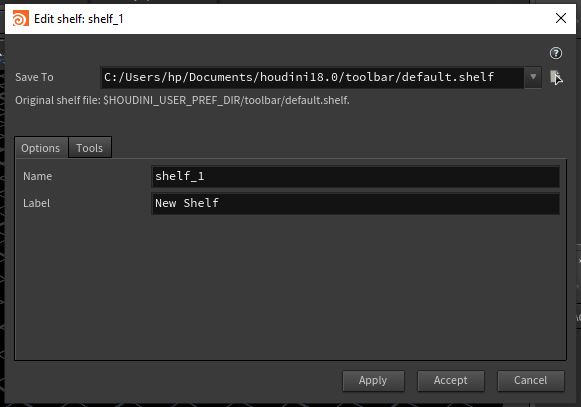 Edit shelf: shelf_1
Save To C:/Users/hp/Documents/houdini18.0/toolbar/default.shelf
Original shelf file: $HOUDINI_USER_PREF_DIR/toolbar/default.shelf.
Options Tools
Name shelf_1
Label New Shelf
Apply Accept Cancel